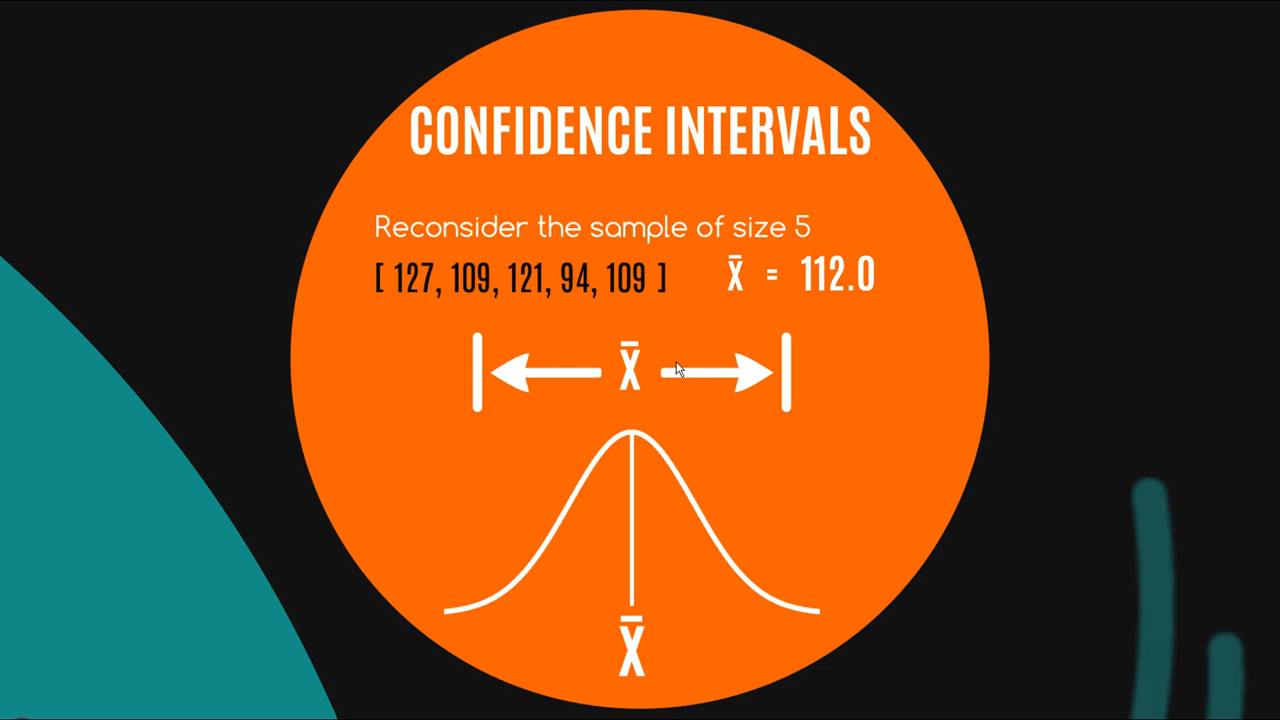 CONFIDENCE INTERVALS
Reconsider the sample of size 5
[ 127, 109, 121, 94, 109 ] X̄ = 112.0
X̄
X̄